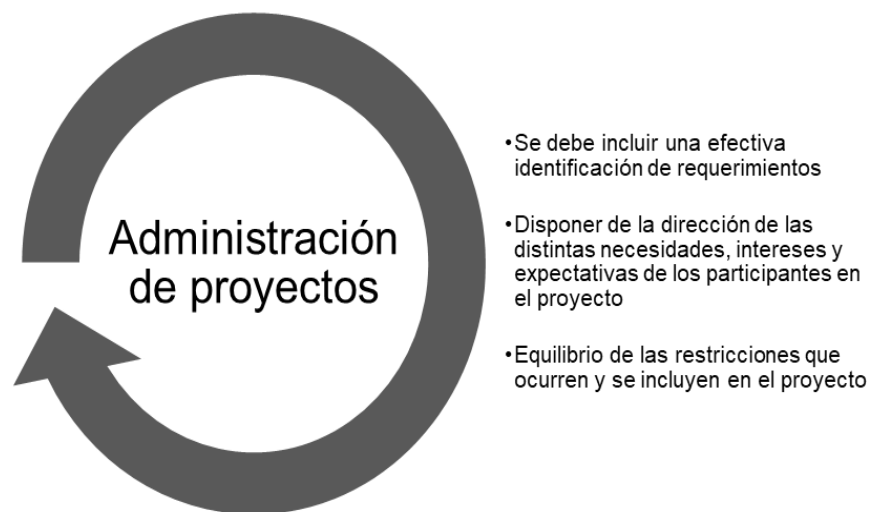 Administración
de proyectos
•Se debe incluir una efectiva
identificación de requerimientos
•Disponer de la dirección de las
distintas necesidades, intereses y
expectativas de los participantes en
el proyecto
•Equilibrio de las restricciones que
ocurren y se incluyen en el proyecto